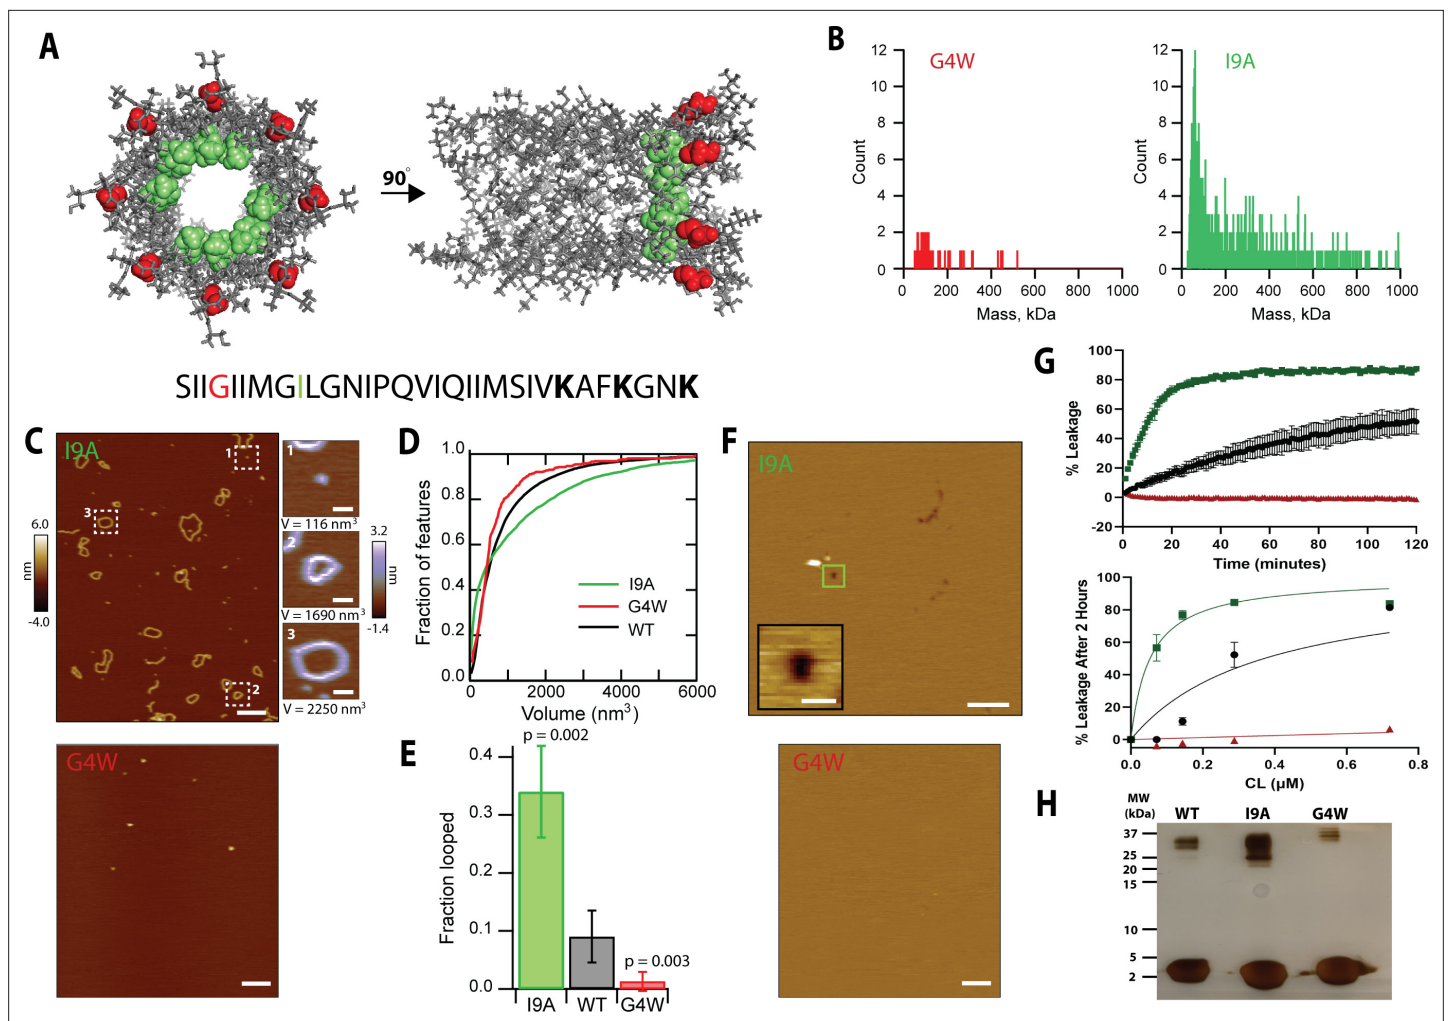 A
90°
SIIGIIMGILGNIPQVIQIIMSIVKAFKGNK
B
G4W
12
10
8
6
4
2
0
Count
0 200 400 600 800 1000
Mass, kDa
I9A
12
10
8
6
4
2
0
Count
0 200 400 600 800 1000
Mass, kDa
C
I9A
1
3
2
6.0
nm
-4.0
1
V = 116 nm³
2
V = 1690 nm³
3
V = 2250 nm³
3.2
nm
-1.4
G4W
D
1.0
0.8
0.6
0.4
0.2
0.0
Fraction of features
I9A
G4W
WT
0 2000 4000 6000
Volume (nm³)
E
p = 0.002
p = 0.003
0.4
0.3
0.2
0.1
0.0
Fraction looped
I9A WT G4W
F
I9A
G4W
G
100
80
60
40
20
0
-20
% Leakage
0 20 40 60 80 100 120
Time (minutes)
100
80
60
40
20
0
% Leakage After 2 Hours
0.0 0.2 0.4 0.6 0.8
CL (μM)
H
MW
(kDa)
WT I9A G4W
37
25
20
15
10
5
2